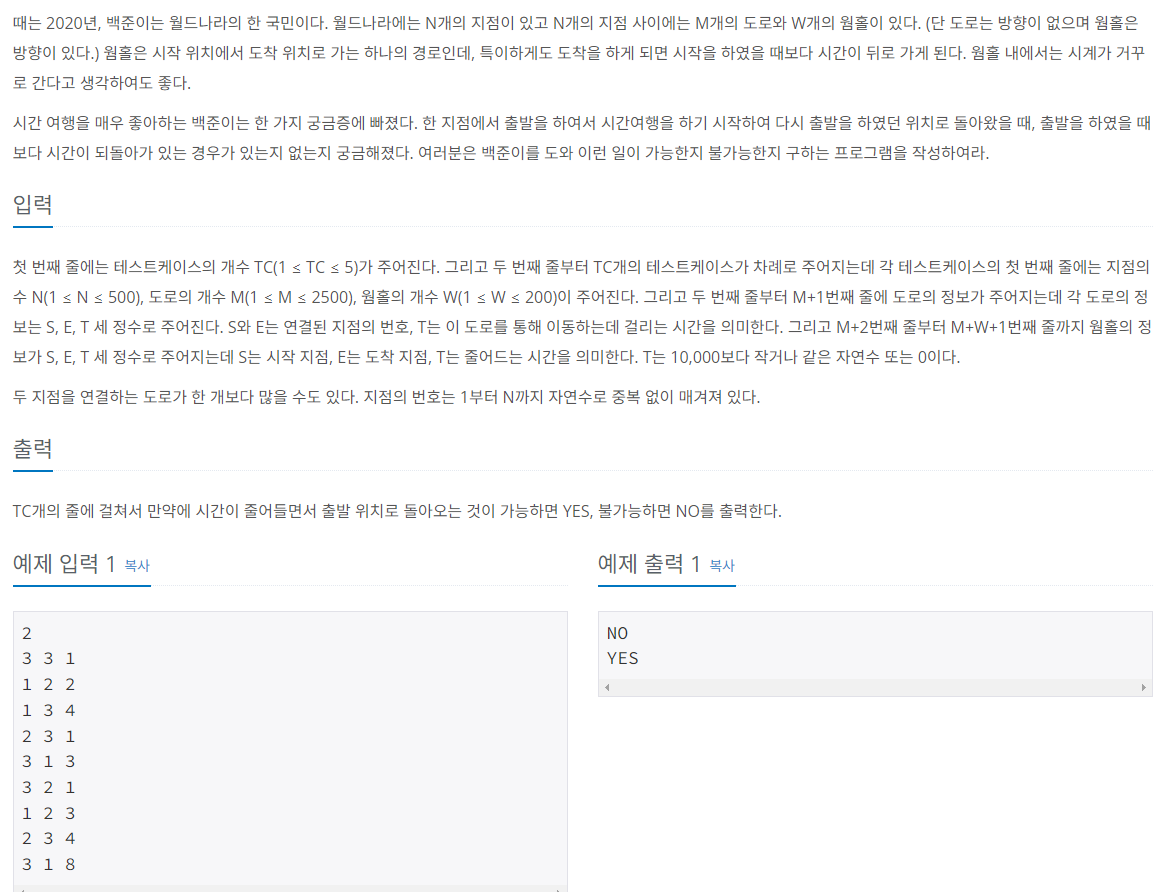 때는 2020년, 백준이는 월드나라의 한 국민이다. 월드나라에는 N개의 지점이 있고 N개의 지점 사이에는 M개의 도로와 W개의 웜홀이 있다. (단 도로는 방향이 없으며 웜홀은
방향이 있다.) 웜홀은 시작 위치에서 도착 위치로 가는 하나의 경로인데, 특이하게도 도착을 하게 되면 시작을 하였을 때보다 시간이 뒤로 가게 된다. 웜홀 내에서는 시계가 거꾸
로 간다고 생각하여도 좋다.
시간 여행을 매우 좋아하는 백준이는 한 가지 궁금증에 빠졌다. 한 지점에서 출발을 하여서 시간여행을 하기 시작하여 다시 출발을 하였던 위치로 돌아왔을 때, 출발을 하였을 때
보다 시간이 되돌아가 있는 경우가 있는지 없는지 궁금해졌다. 여러분은 백준이를 도와 이런 일이 가능한지 불가능한지 구하는 프로그램을 작성하여라.
입력
첫 번째 줄에는 테스트케이스의 개수 TC(1 ≤ TC ≤ 5)가 주어진다. 그리고 두 번째 줄부터 TC개의 테스트케이스가 차례로 주어지는데 각 테스트케이스의 첫 번째 줄에는 지점의
수 N(1 ≤ N ≤ 500), 도로의 개수 M(1 ≤ M ≤ 2500), 웜홀의 개수 W(1 ≤ W ≤ 200)이 주어진다. 그리고 두 번째 줄부터 M+1번째 줄에 도로의 정보가 주어지는데 각 도로의 정
보는 S, E, T 세 정수로 주어진다. S와 E는 연결된 지점의 번호, T는 이 도로를 통해 이동하는데 걸리는 시간을 의미한다. 그리고 M+2번째 줄부터 M+W+1번째 줄까지 웜홀의 정
보가 S, E, T 세 정수로 주어지는데 S는 시작 지점, E는 도착 지점, T는 줄어드는 시간을 의미한다. T는 10,000보다 작거나 같은 자연수 또는 0이다.
두 지점을 연결하는 도로가 한 개보다 많을 수도 있다. 지점의 번호는 1부터 N까지 자연수로 중복 없이 매겨져 있다.
출력
TC개의 줄에 걸쳐서 만약에 시간이 줄어들면서 출발 위치로 돌아오는 것이 가능하면 YES, 불가능하면 NO를 출력한다.
예제 입력 1 복사
2
3 3 1
1 2 2
1 3 4
2 3 1
3 1 3
3 2 1
1 2 3
2 3 4
3 1 8
예제 출력 1 복사
NO
YES